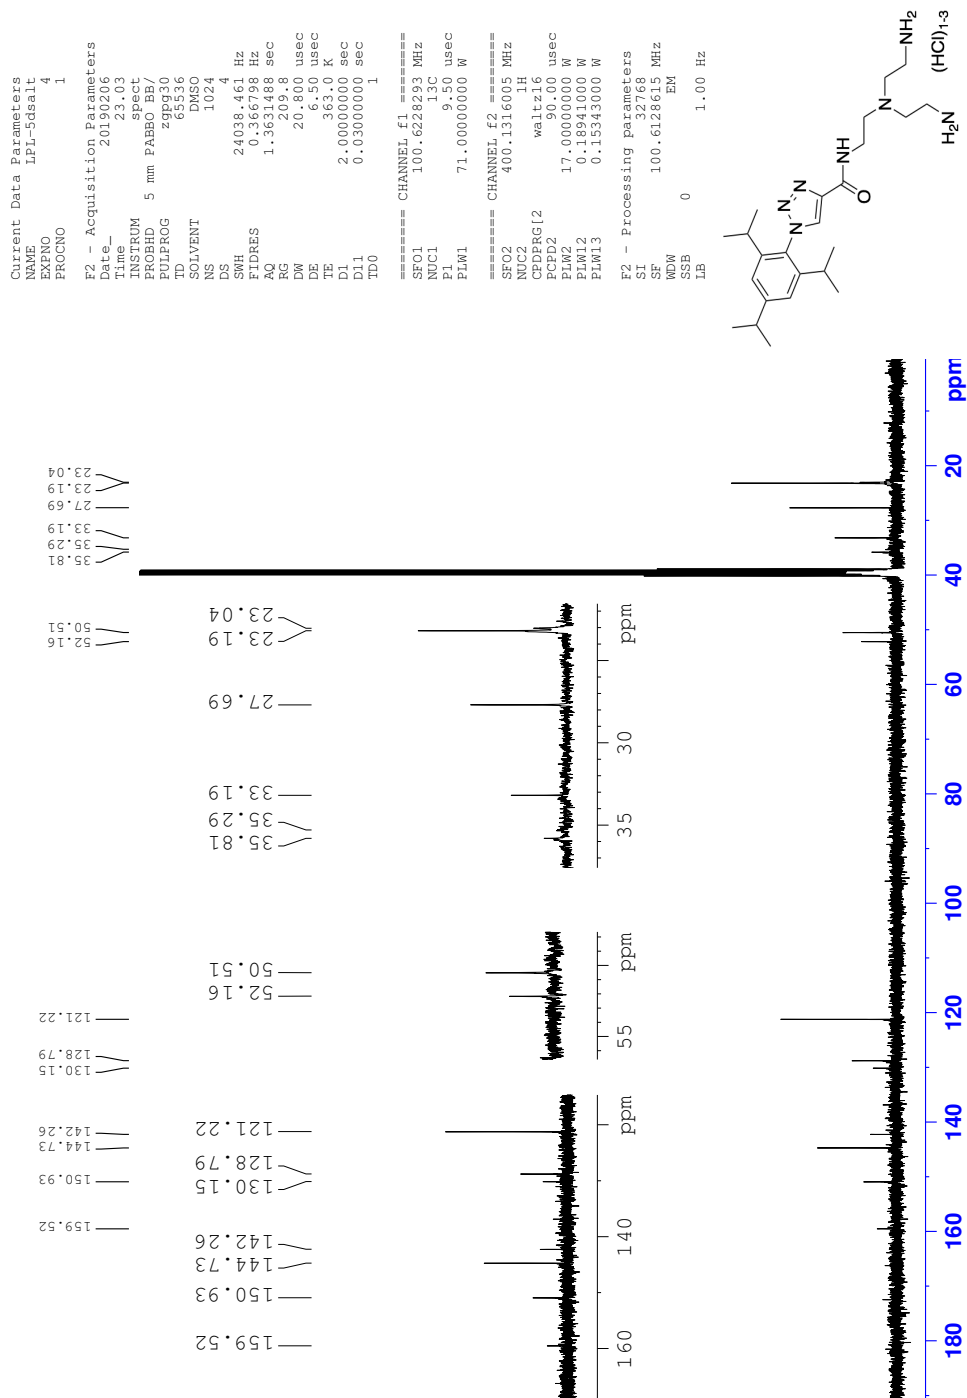 Current Data Parameters
NAME LPL-5dsalt
EXPNO 4
PROCNO 1
F2 - Acquisition Parameters
Date_ 20190206
Time 23.03
INSTRUM spect
PROBHD 5 mm PABBO BB/
PULPROG zgpg30
TD 65536
SOLVENT DMSO
NS 1024
DS 4
SWH 24038.461 Hz
FIDRES 0.366798 Hz
AQ 1.3631488 sec
RG 209.8
DW 20.800 usec
DE 6.50 usec
TE 363.0 K
D1 2.00000000 sec
D11 0.03000000 sec
TD0 1
======== CHANNEL f1 ========
SFO1 100.6228293 MHz
NUC1 13C
P1 9.50 usec
PLW1 71.00000000 W
======== CHANNEL f2 ========
SFO2 400.1316005 MHz
NUC2 1H
CPDPRG[2 waltz16
PCPD2 90.00 usec
PLW2 17.00000000 W
PLW12 0.18941000 W
PLW13 0.15343000 W
F2 - Processing parameters
SI 32768
SF 100.6128615 MHz
WDW EM
SSB 0
LB 1.00 Hz
N
N
N
O
NH
N
NH2
H2N
(HCl)1-3
159.52
150.93
144.73
142.26
130.15
128.79
121.22
52.16
50.51
35.81
35.29
33.19
27.69
23.19
23.04
159.52
150.93
144.73
142.26
130.15
128.79
121.22
160
140
ppm
52.16
50.51
55
ppm
35.81
35.29
33.19
27.69
23.19
23.04
35
30
ppm
180
160
140
120
100
80
60
40
20
ppm